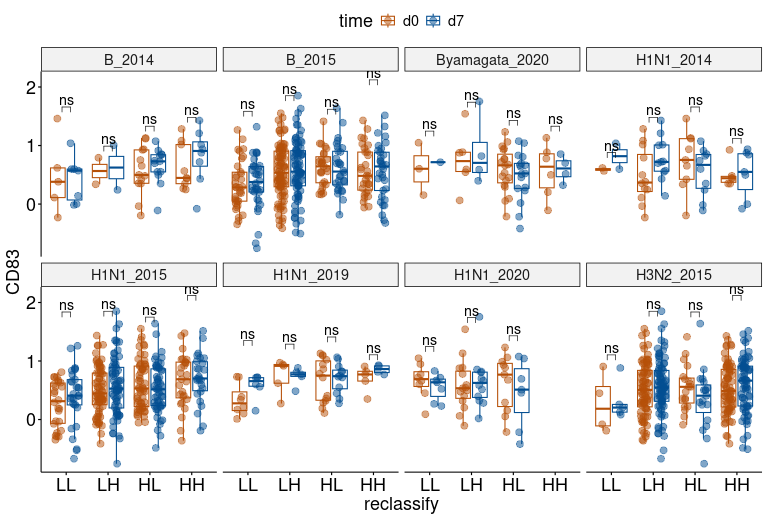 time d0 d7
B_2014 B_2015 Byamagata_2020 H1N1_2014
ns ns ns ns ns ns ns ns ns ns ns ns ns ns ns ns
2
1
0
CD83
H1N1_2015 H1N1_2019 H1N1_2020 H3N2_2015
ns ns ns ns ns ns ns ns ns ns ns ns ns ns ns
2
1
0
LL LH HL HH LL LH HL HH LL LH HL HH LL LH HL HH
reclassify